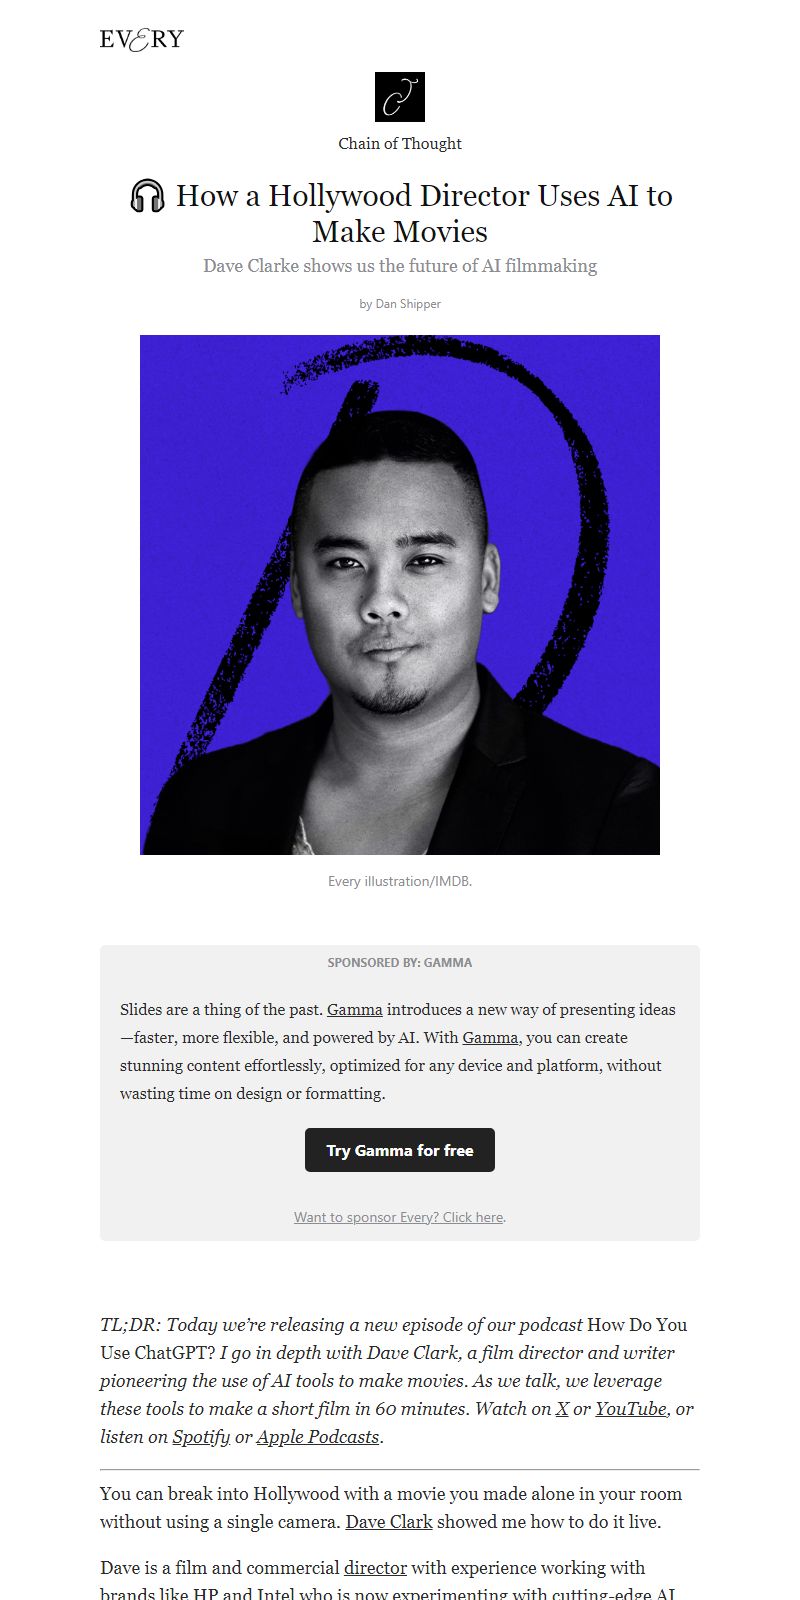 EVERY
Chain of Thought
🎧 How a Hollywood Director Uses AI to
Make Movies
Dave Clarke shows us the future of AI filmmaking
by Dan Shipper
Every illustration/IMDB.
SPONSORED BY: GAMMA
Slides are a thing of the past. Gamma introduces a new way of presenting ideas
—faster, more flexible, and powered by AI. With Gamma, you can create
stunning content effortlessly, optimized for any device and platform, without
wasting time on design or formatting.
Try Gamma for free
Want to sponsor Every? Click here.
TL;DR: Today we’re releasing a new episode of our podcast How Do You
Use ChatGPT? I go in depth with Dave Clark, a film director and writer
pioneering the use of AI tools to make movies. As we talk, we leverage
these tools to make a short film in 60 minutes. Watch on X or YouTube, or
listen on Spotify or Apple Podcasts.
You can break into Hollywood with a movie you made alone in your room
without using a single camera. Dave Clark showed me how to do it live.
Dave is a film and commercial director with experience working with
brands like HP and Intel who is now experimenting with cutting-edge AI